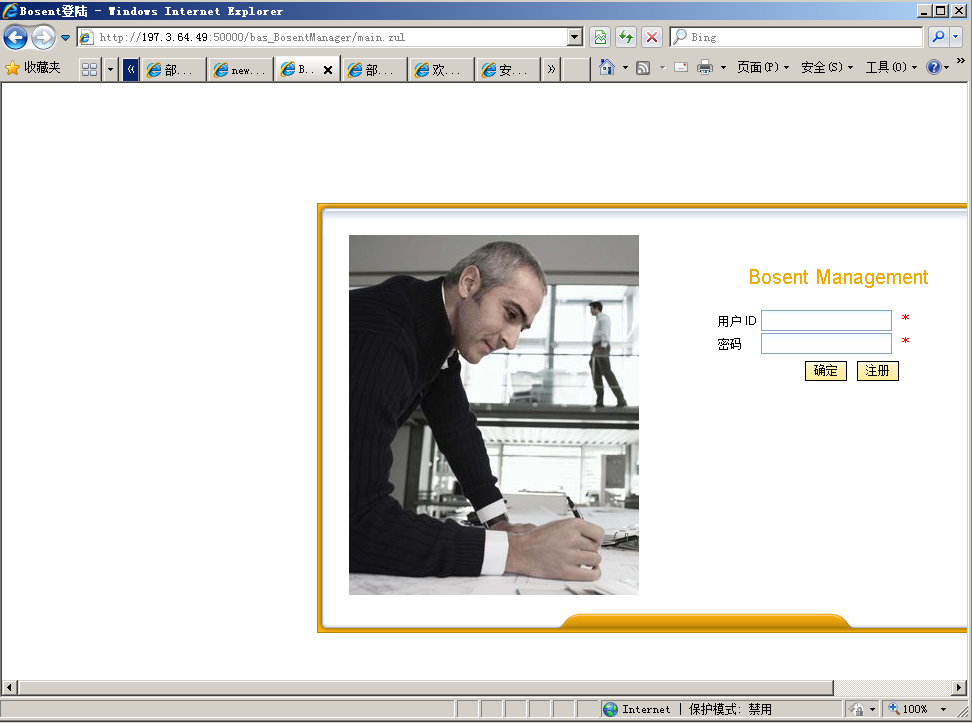 Bosent登陆 - Windows Internet Explorer
http://197.3.64.49:50000/bas_BosentManager/main.zul
Bing
收藏夹
部...
new...
B..
部...
欢...
安...
页面(P)
安全(S)
工具(O)
Bosent Management
用户 ID
*
密码
*
确定
注册
Internet | 保护模式: 禁用
100%